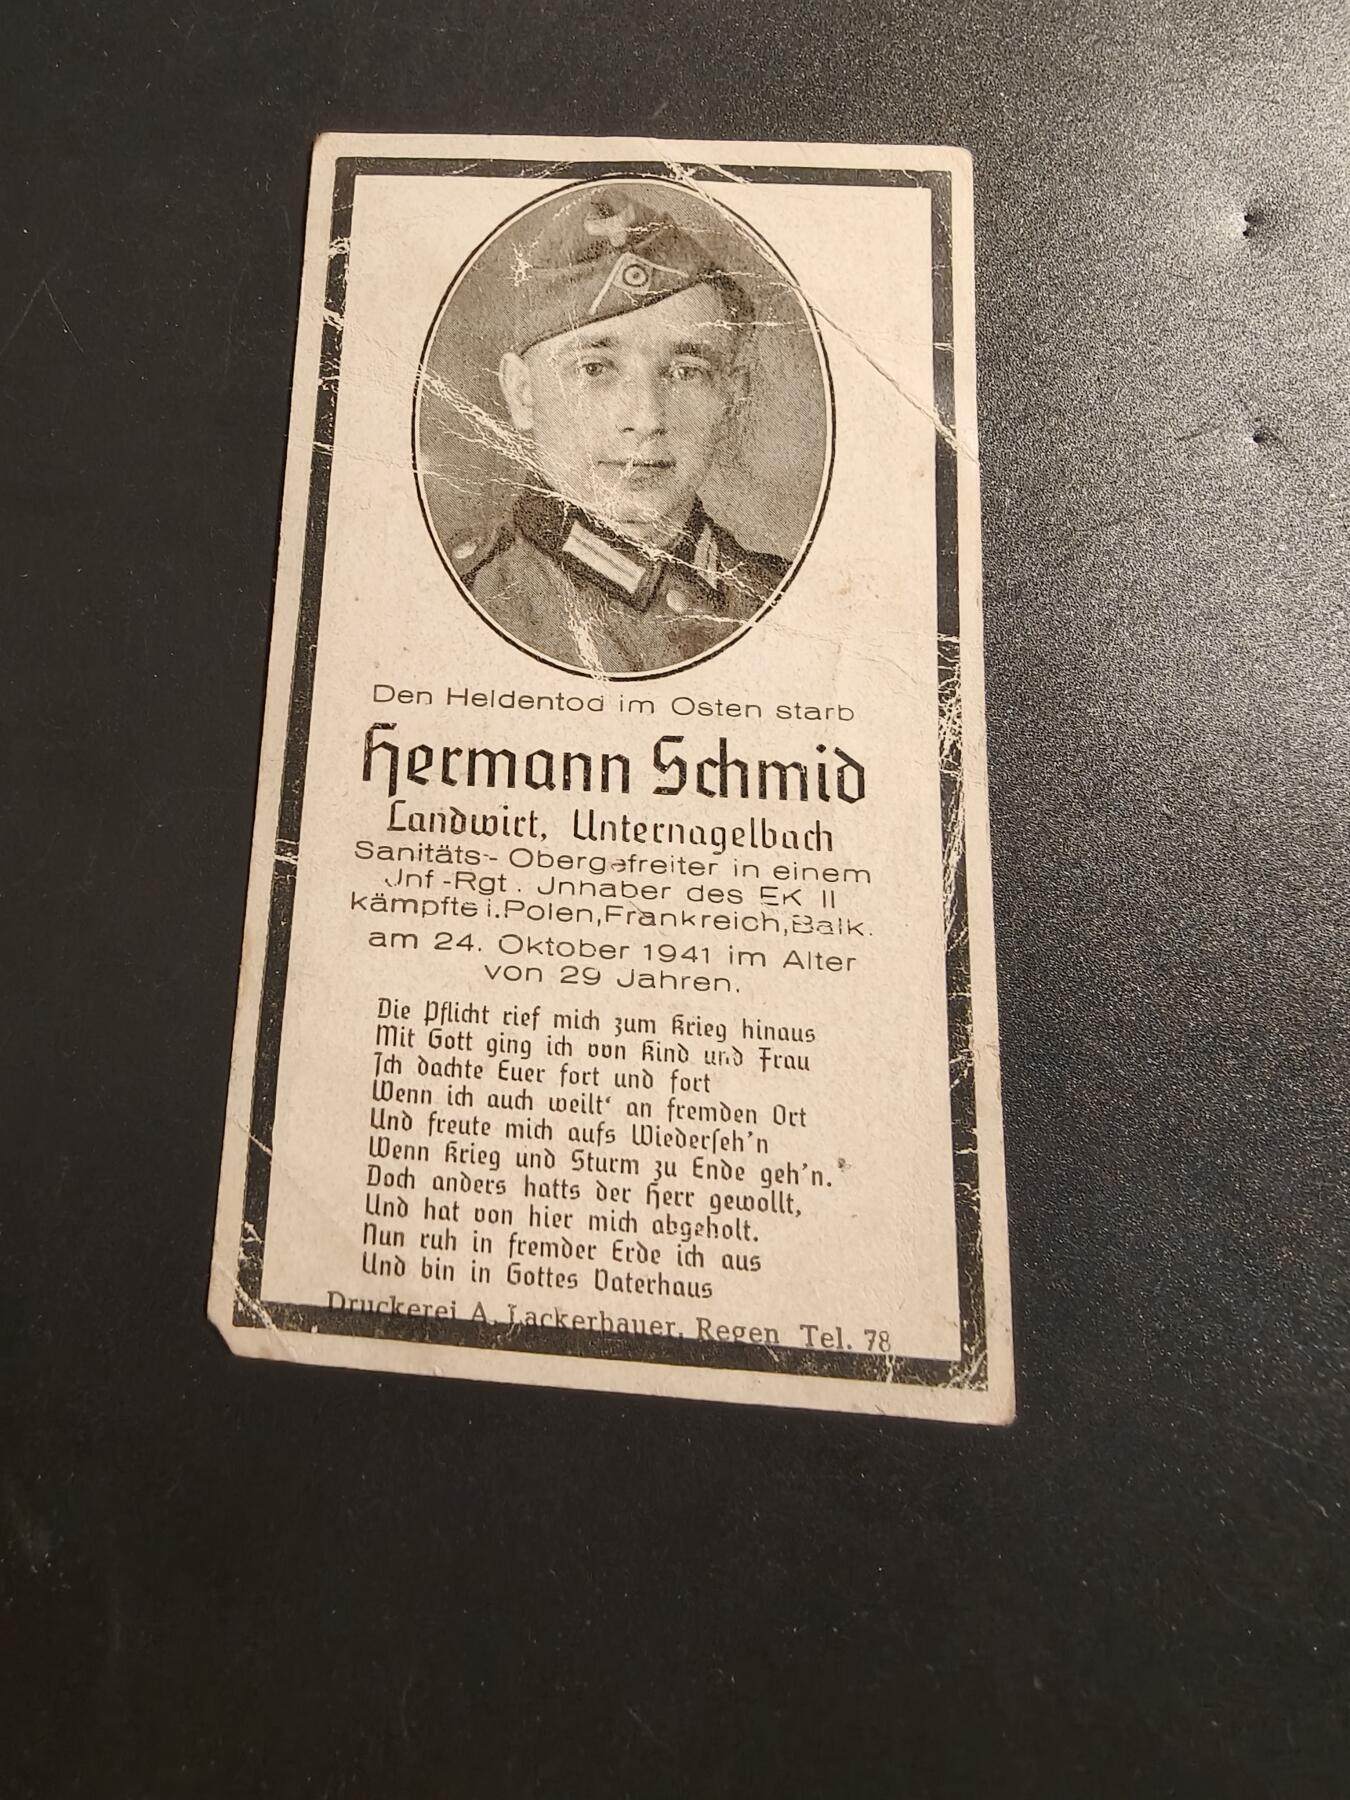 Den Heldentod im Osten starb
Hermann Schmid
Landwirt, Unternagelbach
Sanitäts- Obergefreiter in einem
Jnf-Rgt. Jnhaber des EK II
kämpfte i. Polen, Frankreich, Balk.
am 24. Oktober 1941 im Alter
von 29 Jahren.
Die Pflicht rief mich zum Krieg hinaus
Mit Gott ging ich von Kind und Frau
Ich dachte Euer fort und fort
Wenn ich auch weilt' an fremden Ort
Und freute mich aufs Wiederseh'n
Wenn Krieg und Sturm zu Ende geh'n.
Doch anders hatts der Herr gewollt,
Und hat von hier mich abgeholt.
Nun ruh in fremder Erde ich aus
Und bin in Gottes Vaterhaus
Druckerei A. Lackerbauer, Regen Tel. 78